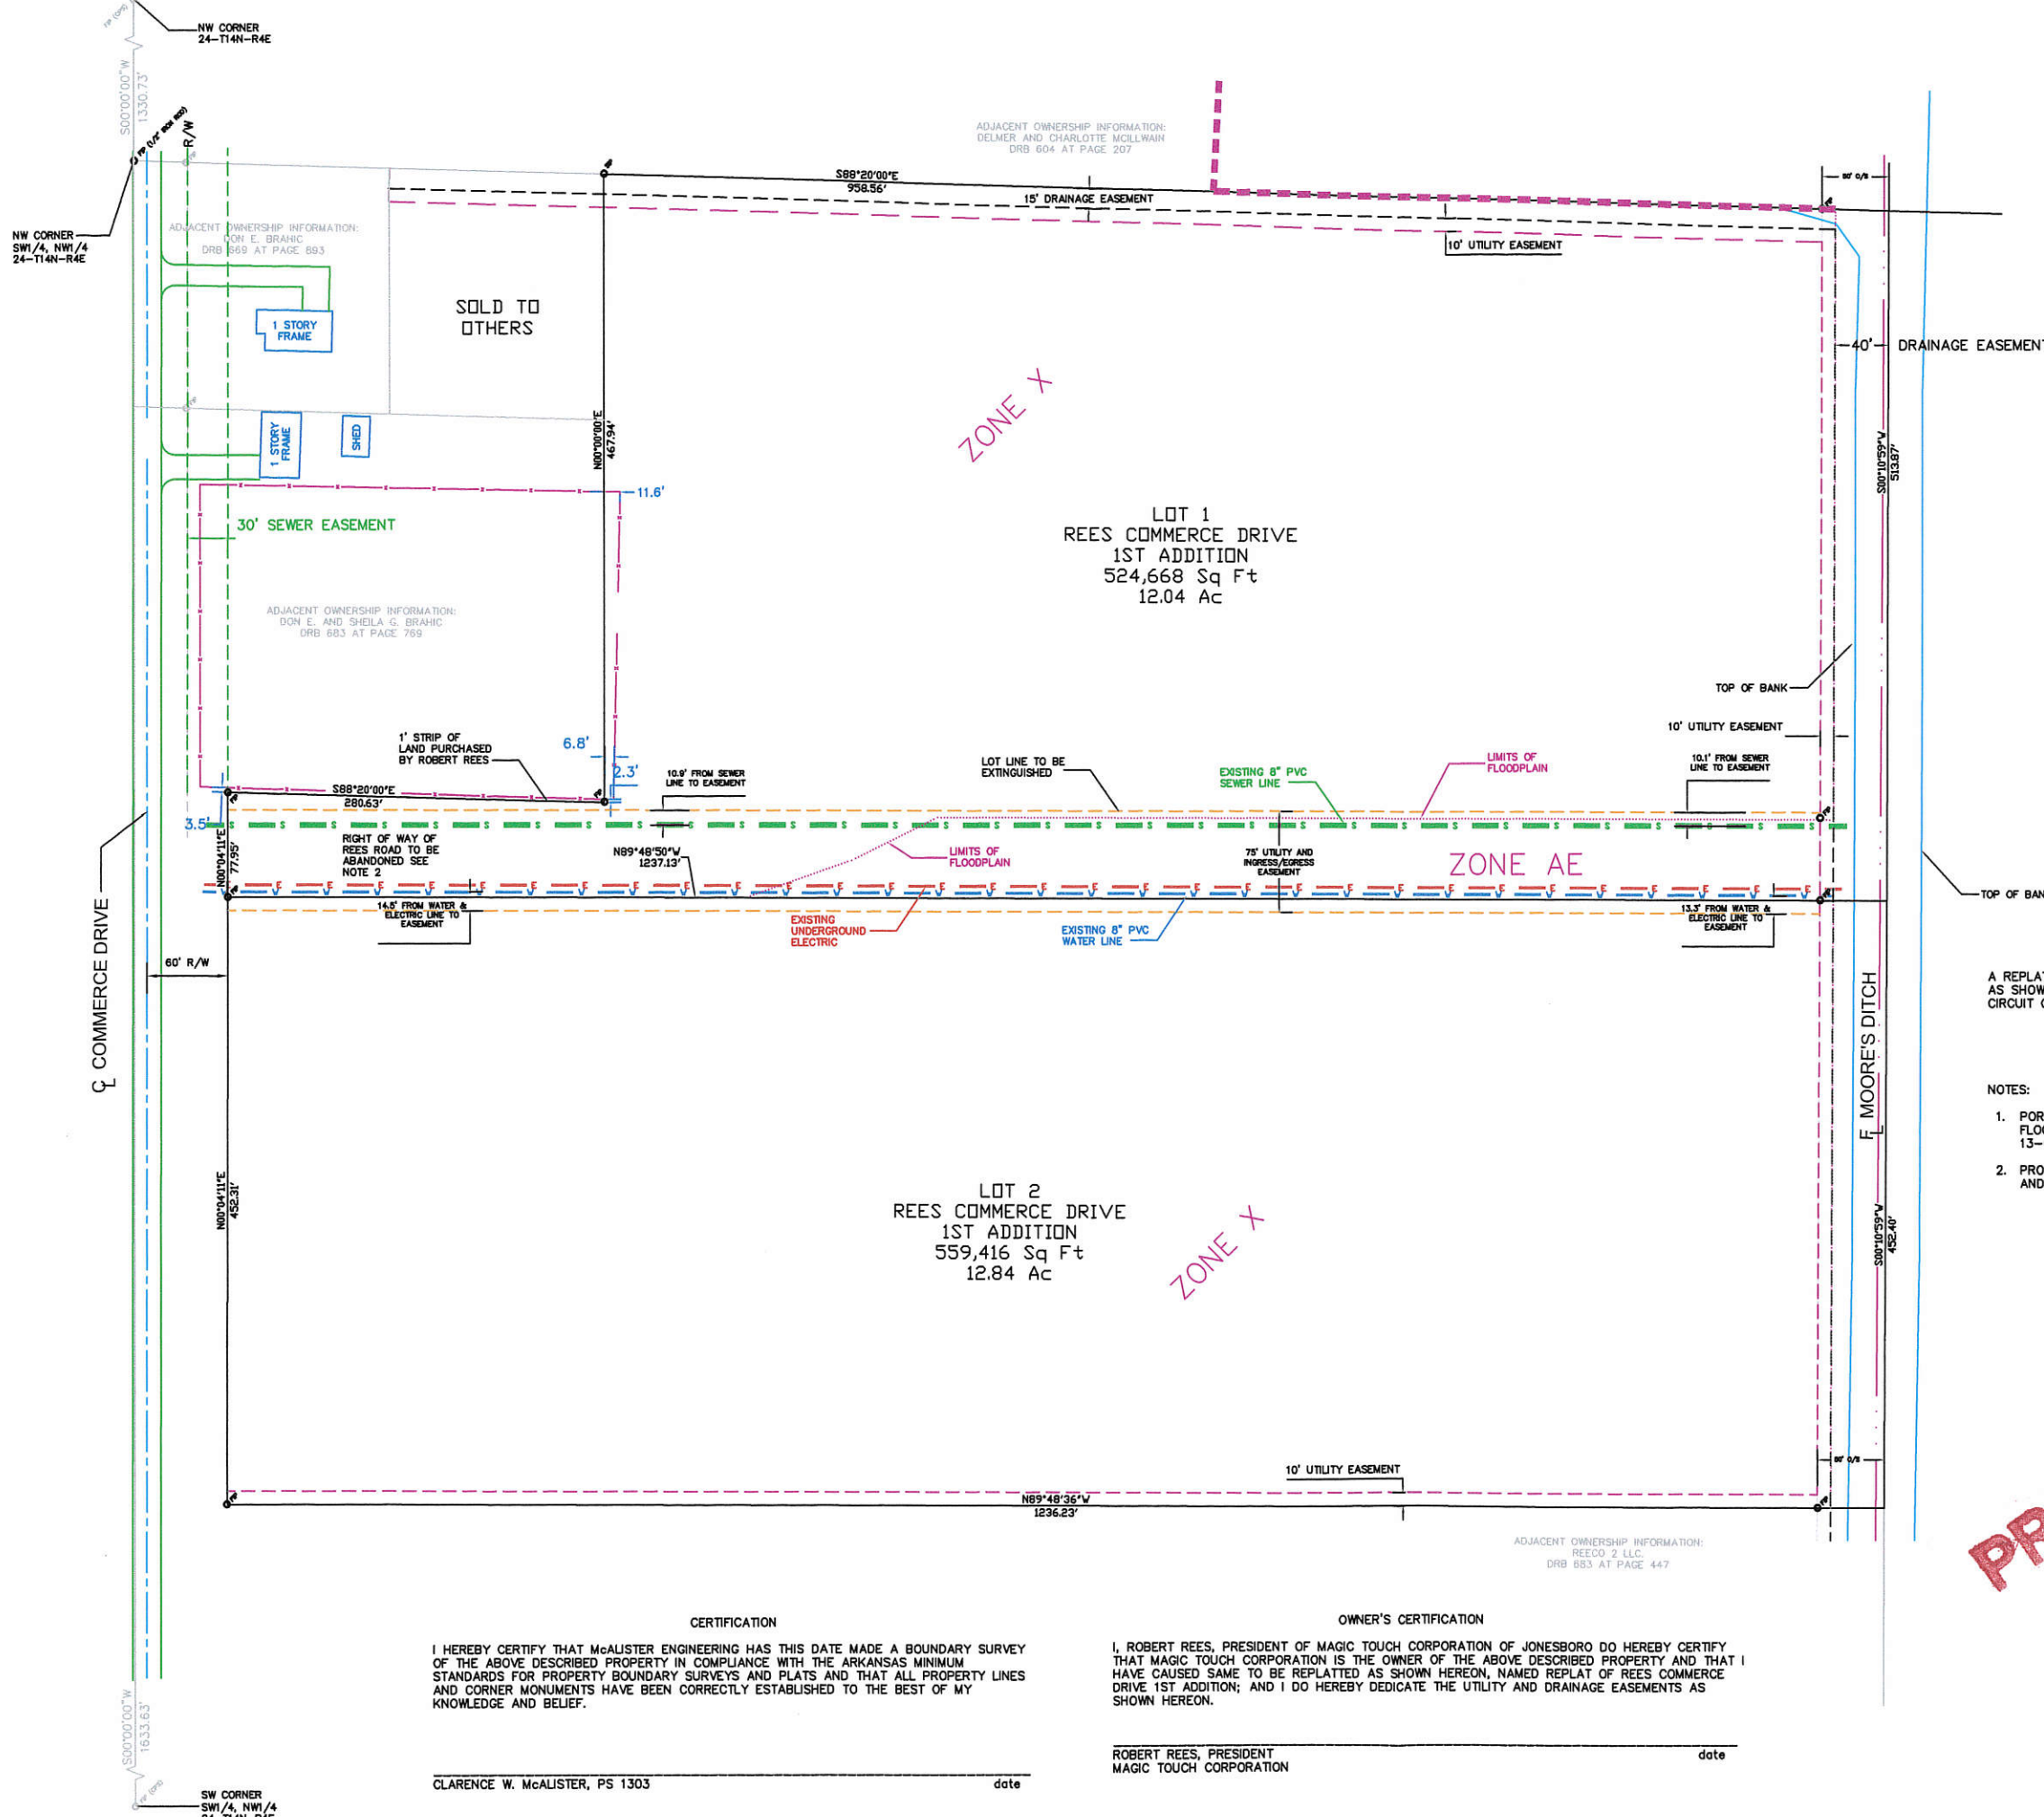 NW CORNER
24-T14N-R4E
S00°00'00"W
1330.73'
FP (1/2" IRON ROD)
R/W
NW CORNER
SW1/4, NW1/4
24-T14N-R4E
ADJACENT OWNERSHIP INFORMATION:
DELMER AND CHARLOTTE MCILLWAIN
DRB 604 AT PAGE 207
S88°20'00"E
958.56'
15' DRAINAGE EASEMENT
10' UTILITY EASEMENT
ADJACENT OWNERSHIP INFORMATION:
DON E. BRAHIC
DRB 669 AT PAGE 893
SOLD TO
OTHERS
1 STORY
FRAME
40'
DRAINAGE EASEMENT
ZONE X
1 STORY
FRAME
SHED
N00°00'00"E
467.94'
S00°10'59"W
513.87'
11.6'
30' SEWER EASEMENT
LOT 1
REES COMMERCE DRIVE
1ST ADDITION
524,668 Sq Ft
12.04 Ac
ADJACENT OWNERSHIP INFORMATION:
DON E. AND SHEILA G. BRAHIC
DRB 683 AT PAGE 769
TOP OF BANK
10' UTILITY EASEMENT
1' STRIP OF
LAND PURCHASED
BY ROBERT REES
6.8'
2.3'
10.9' FROM SEWER
LINE TO EASEMENT
LOT LINE TO BE
EXTINGUISHED
EXISTING 8" PVC
SEWER LINE
LIMITS OF
FLOODPLAIN
10.1' FROM SEWER
LINE TO EASEMENT
S88°20'00"E
280.63'
3.5'
N00°04'11"E
77.95'
RIGHT OF WAY OF
REES ROAD TO BE
ABANDONED SEE
NOTE 2
N89°48'50"W
1237.13'
LIMITS OF
FLOODPLAIN
75' UTILITY AND
INGRESS/EGRESS
EASEMENT
ZONE AE
14.5' FROM WATER &
ELECTRIC LINE TO
EASEMENT
EXISTING
UNDERGROUND
ELECTRIC
EXISTING 8" PVC
WATER LINE
13.3' FROM WATER &
ELECTRIC LINE TO
EASEMENT
TOP OF BAN
60' R/W
CL COMMERCE DRIVE
FL MOORE'S DITCH
A REPLA
AS SHOW
CIRCUIT
NOTES:
1. POR
FLO
13-
2. PRO
AND
N00°04'11"E
452.31'
LOT 2
REES COMMERCE DRIVE
1ST ADDITION
559,416 Sq Ft
12.84 Ac
ZONE X
S00°10'59"W
452.40'
10' UTILITY EASEMENT
N89°48'36"W
1236.23'
ADJACENT OWNERSHIP INFORMATION:
REECO 2 LLC.
DRB 683 AT PAGE 447
PR
CERTIFICATION
I HEREBY CERTIFY THAT McALISTER ENGINEERING HAS THIS DATE MADE A BOUNDARY SURVEY
OF THE ABOVE DESCRIBED PROPERTY IN COMPLIANCE WITH THE ARKANSAS MINIMUM
STANDARDS FOR PROPERTY BOUNDARY SURVEYS AND PLATS AND THAT ALL PROPERTY LINES
AND CORNER MONUMENTS HAVE BEEN CORRECTLY ESTABLISHED TO THE BEST OF MY
KNOWLEDGE AND BELIEF.
CLARENCE W. McALISTER, PS 1303 date
OWNER'S CERTIFICATION
I, ROBERT REES, PRESIDENT OF MAGIC TOUCH CORPORATION OF JONESBORO DO HEREBY CERTIFY
THAT MAGIC TOUCH CORPORATION IS THE OWNER OF THE ABOVE DESCRIBED PROPERTY AND THAT I
HAVE CAUSED SAME TO BE REPLATTED AS SHOWN HEREON, NAMED REPLAT OF REES COMMERCE
DRIVE 1ST ADDITION; AND I DO HEREBY DEDICATE THE UTILITY AND DRAINAGE EASEMENTS AS
SHOWN HEREON.
ROBERT REES, PRESIDENT date
MAGIC TOUCH CORPORATION
S00°00'00"W
1633.63'
SW CORNER
SW1/4, NW1/4